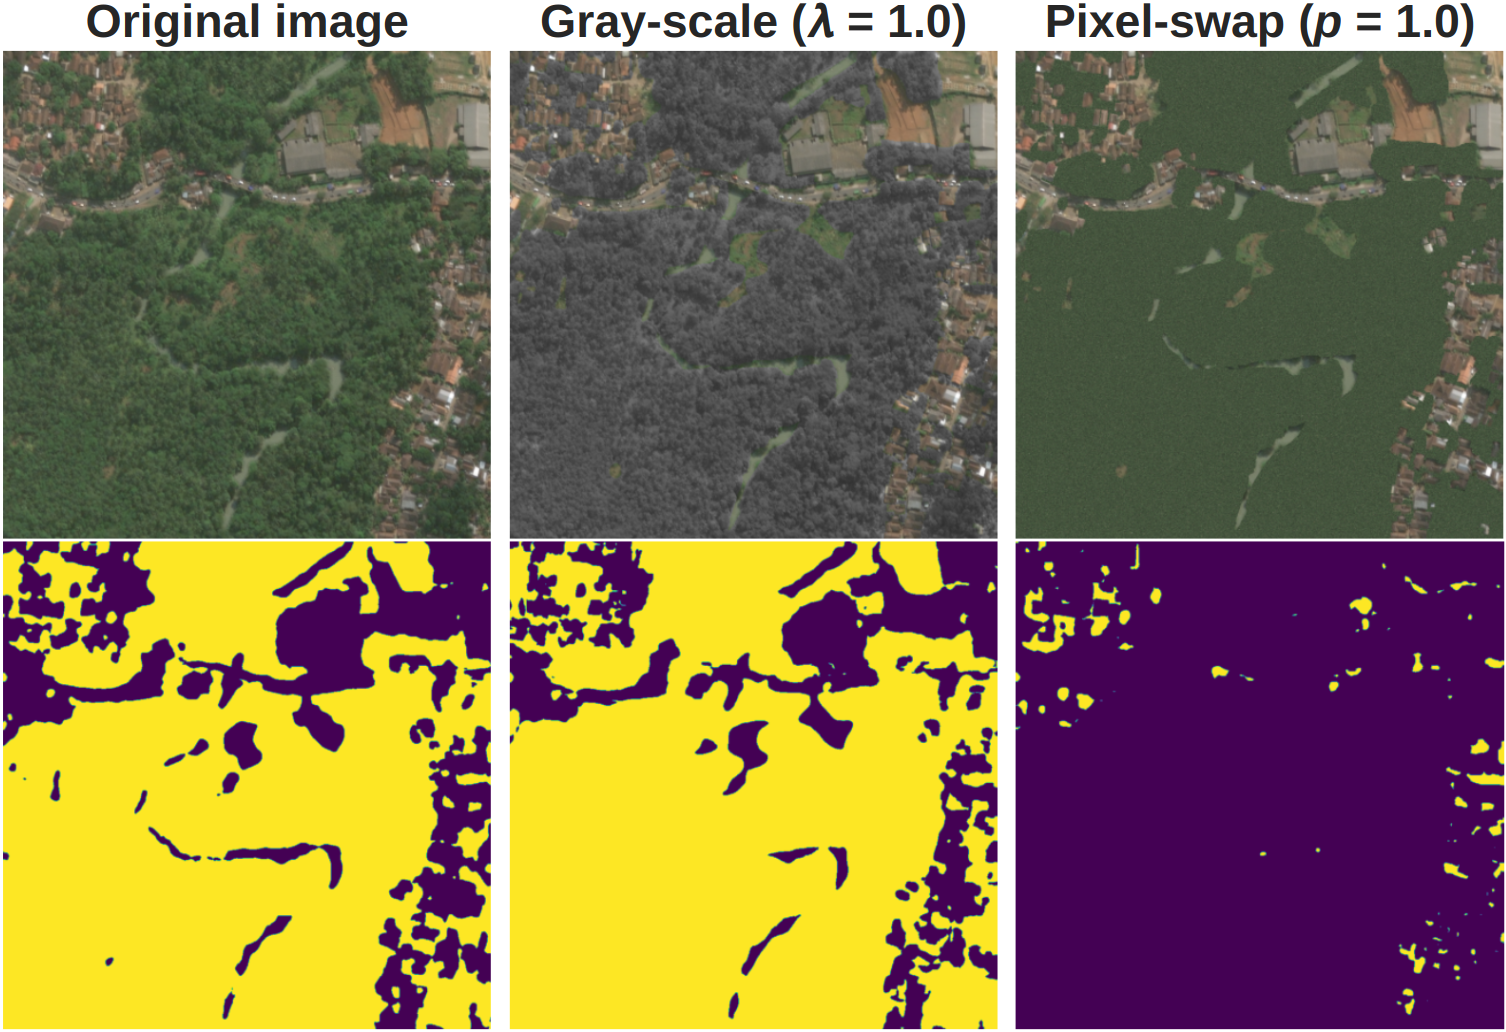 Original image
Gray-scale (λ = 1.0)
Pixel-swap (p = 1.0)